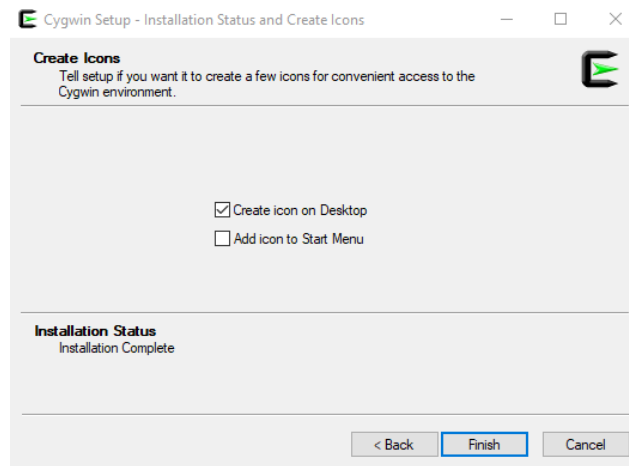 Cygwin Setup - Installation Status and Create Icons
Create Icons
Tell setup if you want it to create a few icons for convenient access to the
Cygwin environment.
Create icon on Desktop
Add icon to Start Menu
Installation Status
Installation Complete
< Back
Finish
Cancel